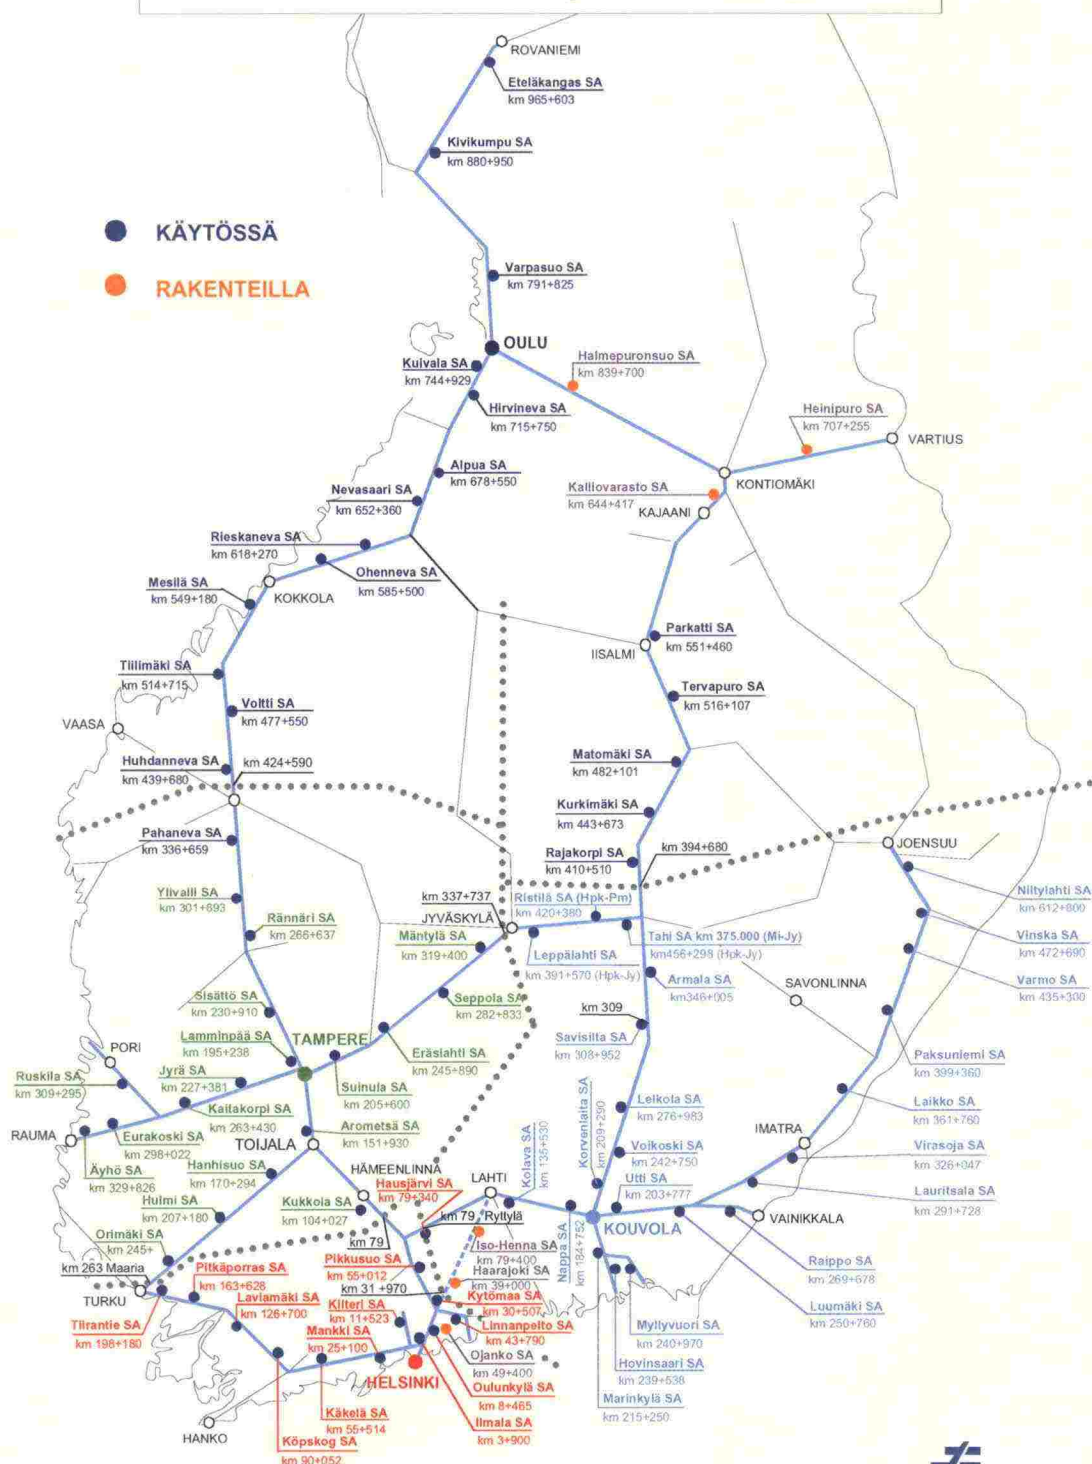 ROVANIEMI
Eteläkangas SA
km 965+603
Kivikumpu SA
km 880+950
KÄYTÖSSÄ
RAKENTEILLA
Varpasuo SA
km 791+825
OULU
Kuivala SA
km 744+929
Halmepuronsuo SA
km 839+700
Hirvineva SA
km 715+750
Heinipuro SA
km 707+255
VARTIUS
Alpua SA
km 678+550
KONTIOMÄKI
Nevasaari SA
km 652+360
Kalliovarasto SA
km 644+417
KAJAANI
Rieskaneva SA
km 618+270
Ohenneva SA
km 585+500
Mesilä SA
km 549+180
KOKKOLA
Parkatti SA
km 551+460
IISALMI
Tiilimäki SA
km 514+715
Tervapuro SA
km 516+107
Voltti SA
km 477+550
VAASA
Huhdanneva SA
km 439+680
km 424+590
Matomäki SA
km 482+101
Kurkimäki SA
km 443+673
Pahaneva SA
km 336+659
Rajakorpi SA
km 410+510
km 394+680
JOENSUU
Ylivalli SA
km 301+693
km 337+737
JYVÄSKYLÄ
Ristilä SA (Hpk-Pm)
km 420+380
Niltylahti SA
km 612+800
Rännäri SA
km 266+637
Mäntylä SA
km 319+400
Tahi SA km 375.000 (Mi-Jy)
km456+298 (Hpk-Jy)
Vinska SA
km 472+690
Leppälahti SA
km 391+570 (Hpk-Jy)
Armala SA
km346+005
SAVONLINNA
Varmo SA
km 435+300
Sisättö SA
km 230+910
Seppola SA
km 282+833
km 309
Savisilta SA
km 308+952
Lamminpää SA
km 195+238
TAMPERE
Eräslahti SA
km 245+890
Paksuniemi SA
km 399+360
PORI
Ruskila SA
km 309+295
Jyrä SA
km 227+381
Suinula SA
km 205+600
Laikko SA
km 361+760
Kaitakorpi SA
km 263+430
Arometsä SA
km 151+930
Leikola SA
km 276+983
RAUMA
Eurakoski SA
km 298+022
TOIJALA
Voikoski SA
km 242+750
IMATRA
Virasoja SA
km 326+047
Äyhö SA
km 329+826
Hanhisuo SA
km 170+294
HÄMEENLINNA
Hausjärvi SA
km 79+340
LAHTI
Kolava SA
km 135+530
Korvenlaita SA
km 209+290
Utti SA
km 203+777
Lauritsala SA
km 291+728
Hulmi SA
km 207+180
Kukkola SA
km 104+027
km 79
km 79, Ryttylä
Nappa SA
km 184+752
KOUVOLA
VAINIKKALA
Orimäki SA
km 245+
km 263 Maaria
Iso-Henna SA
km 79+400
Raippo SA
km 269+678
Pikkusuo SA
km 55+012
km 31 +970
Haarajoki SA
km 39+000
TURKU
Pitkäporras SA
km 163+628
Kytömaa SA
km 30+507
Luumäki SA
km 250+760
Tiirantie SA
km 198+180
Laviamäki SA
km 126+700
Kilteri SA
km 11+523
Linnanpelto SA
km 43+790
Myllyvuori SA
km 240+970
Mankki SA
km 25+100
Ojanko SA
km 49+400
Hovinsaari SA
km 239+538
HELSINKI
Oulunkylä SA
km 8+465
Marinkylä SA
km 215+250
Käkelä SA
km 55+514
Ilmala SA
km 3+900
HANKO
Köpskog SA
km 90+052